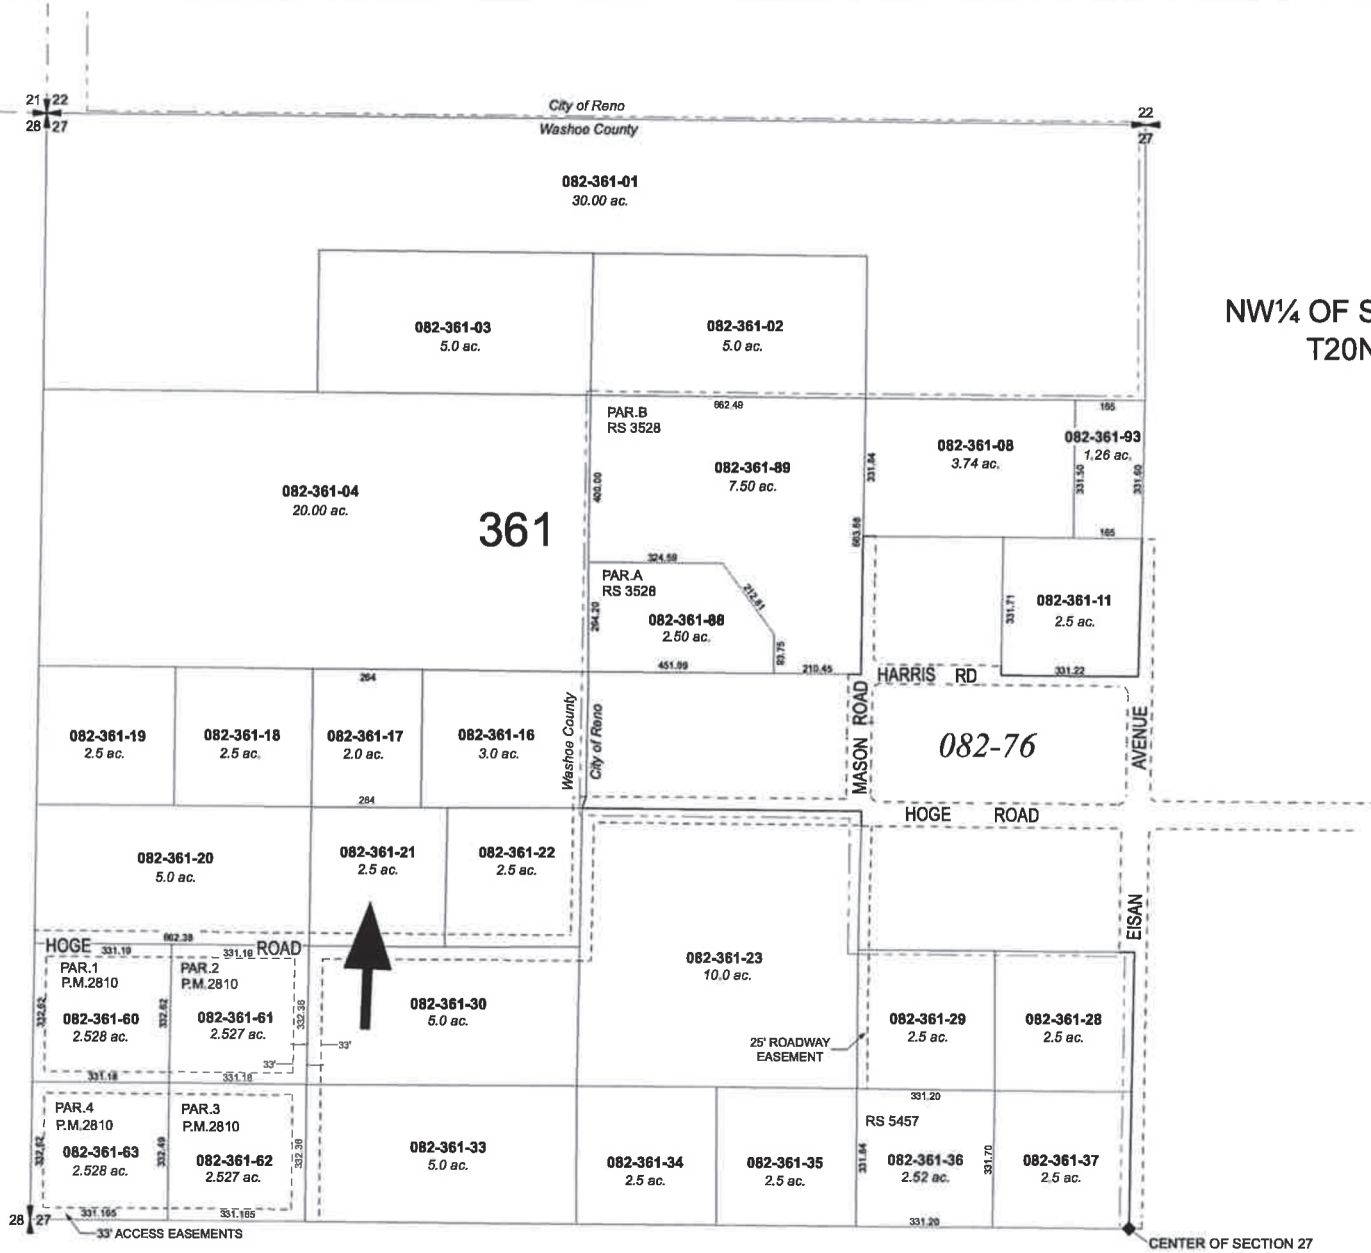 21 22
28 27
City of Reno
Washoe County
22
27
082-361-01
30.00 ac.
NW¼ OF S
T20N
082-361-03
5.0 ac.
082-361-02
5.0 ac.
662.49
PAR.B
RS 3528
082-361-89
7.50 ac.
400.00
331.84
663.68
082-361-08
3.74 ac.
165
082-361-93
1.26 ac.
331.50
331.60
165
082-361-04
20.00 ac.
361
324.59
PAR.A
RS 3528
212.81
264.20
082-361-88
2.50 ac.
93.75
451.99
210.45
331.71
082-361-11
2.5 ac.
331.22
HARRIS RD
MASON ROAD
082-76
AVENUE
264
082-361-19
2.5 ac.
082-361-18
2.5 ac.
082-361-17
2.0 ac.
082-361-16
3.0 ac.
264
Washoe County
City of Reno
HOGE ROAD
082-361-20
5.0 ac.
082-361-21
2.5 ac.
082-361-22
2.5 ac.
EISAN
HOGE ROAD
662.38
331.19
331.19
PAR.1
P.M.2810
082-361-60
2.528 ac.
332.62
332.62
PAR.2
P.M.2810
082-361-61
2.527 ac.
332.38
33'
33'
331.18
331.18
082-361-30
5.0 ac.
082-361-23
10.0 ac.
25' ROADWAY
EASEMENT
082-361-29
2.5 ac.
082-361-28
2.5 ac.
PAR.4
P.M.2810
082-361-63
2.528 ac.
332.62
332.49
PAR.3
P.M.2810
082-361-62
2.527 ac.
332.38
331.165
331.165
082-361-33
5.0 ac.
082-361-34
2.5 ac.
082-361-35
2.5 ac.
331.20
RS 5457
331.64
082-361-36
2.52 ac.
331.70
082-361-37
2.5 ac.
331.20
28 27
33' ACCESS EASEMENTS
CENTER OF SECTION 27